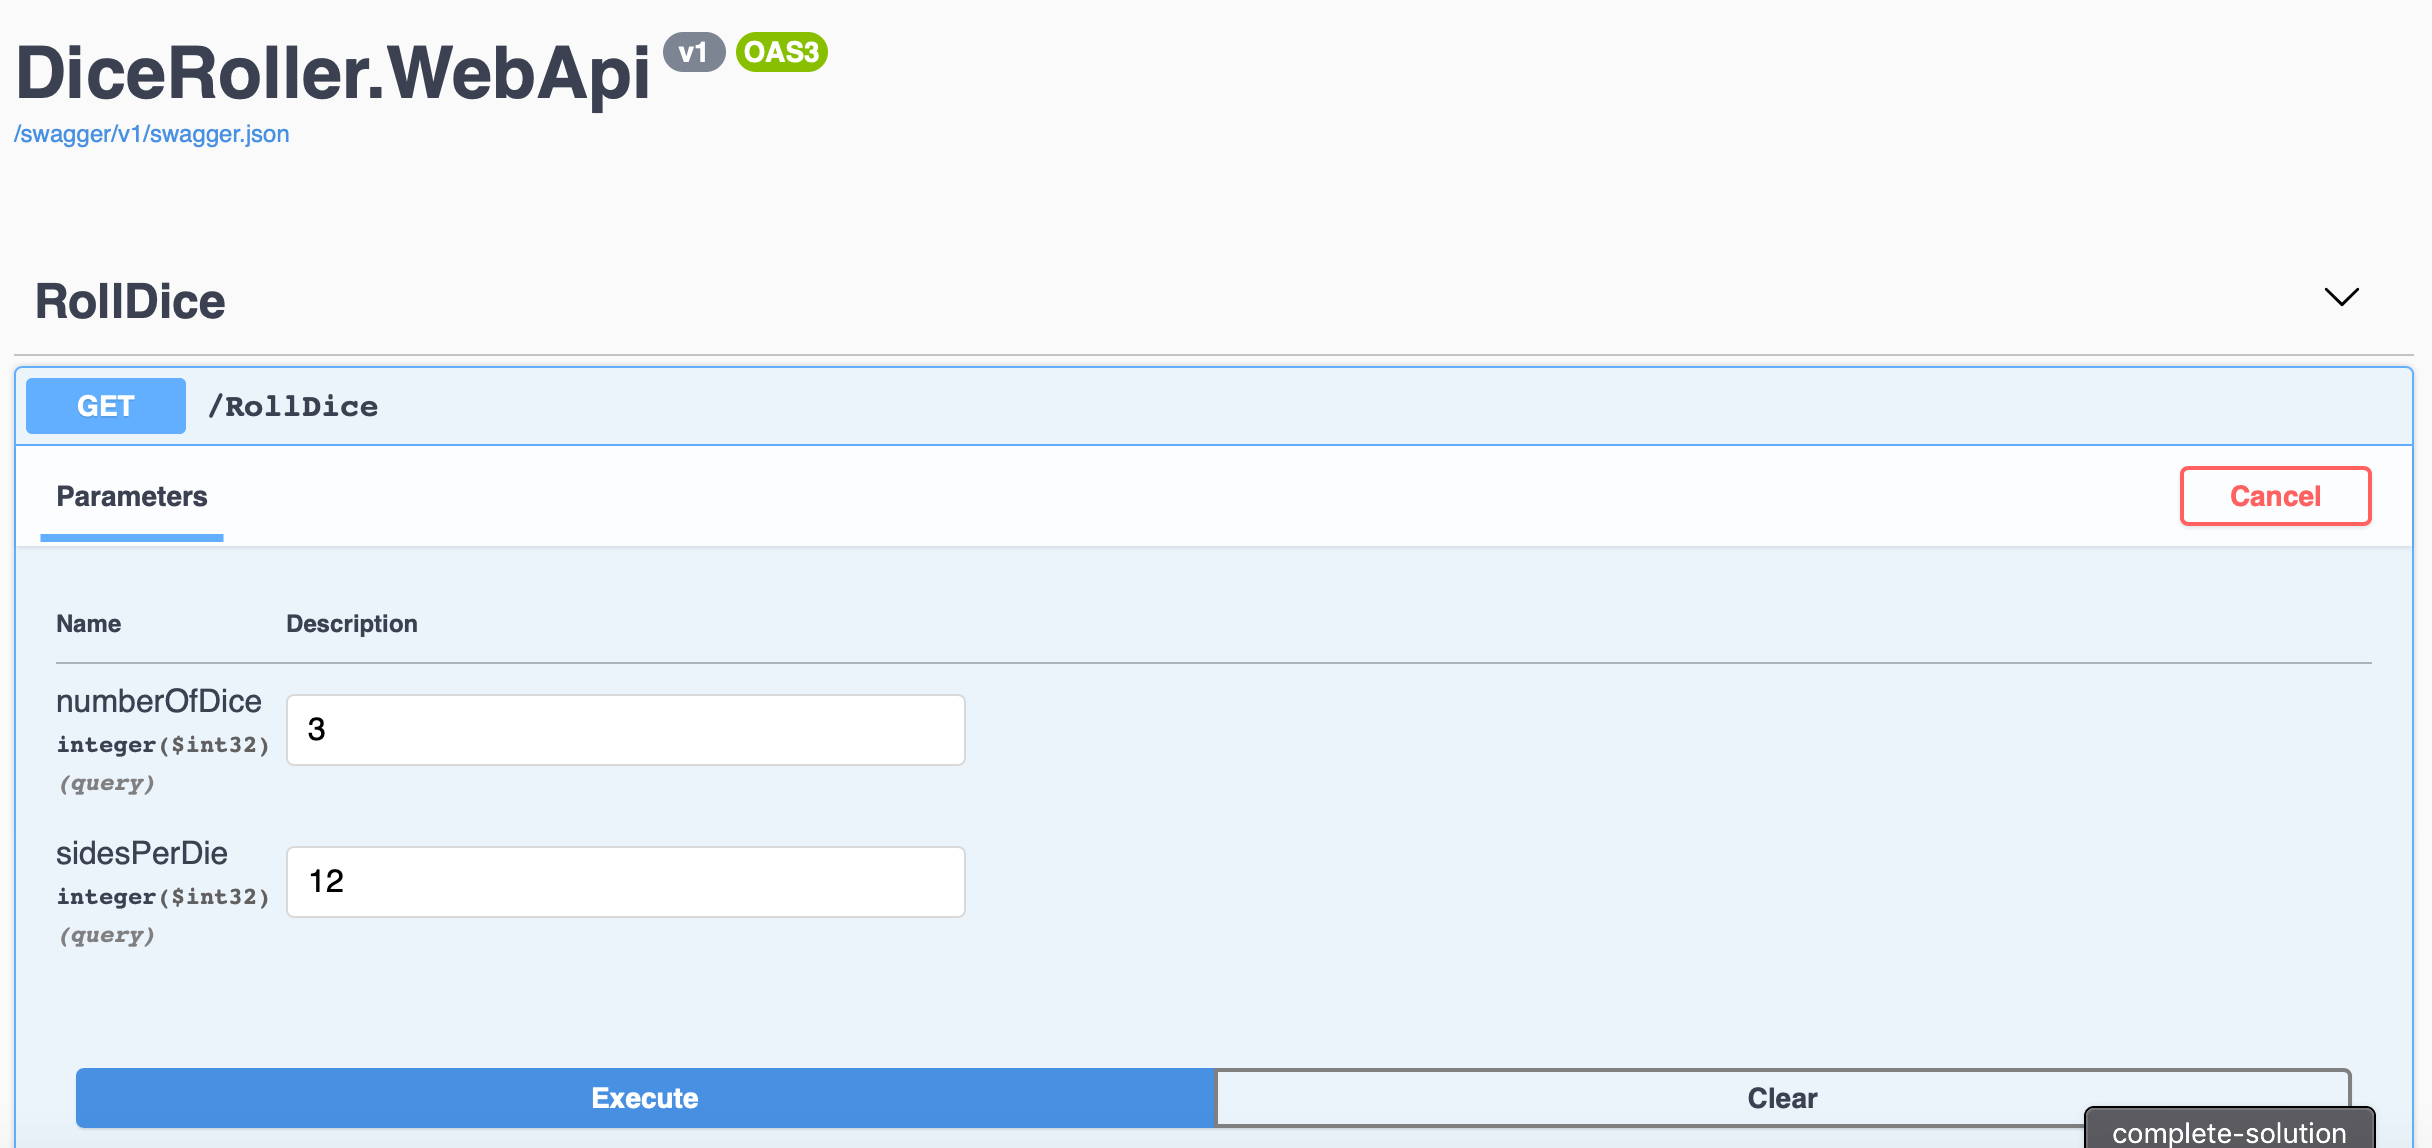 DiceRoller.WebApi v1 OAS3
/swagger/v1/swagger.json
RollDice
GET /RollDice
Parameters Cancel
Name Description
numberOfDice 3
integer($int32)
(query)
sidesPerDie 12
integer($int32)
(query)
Execute Clear
complete-solution